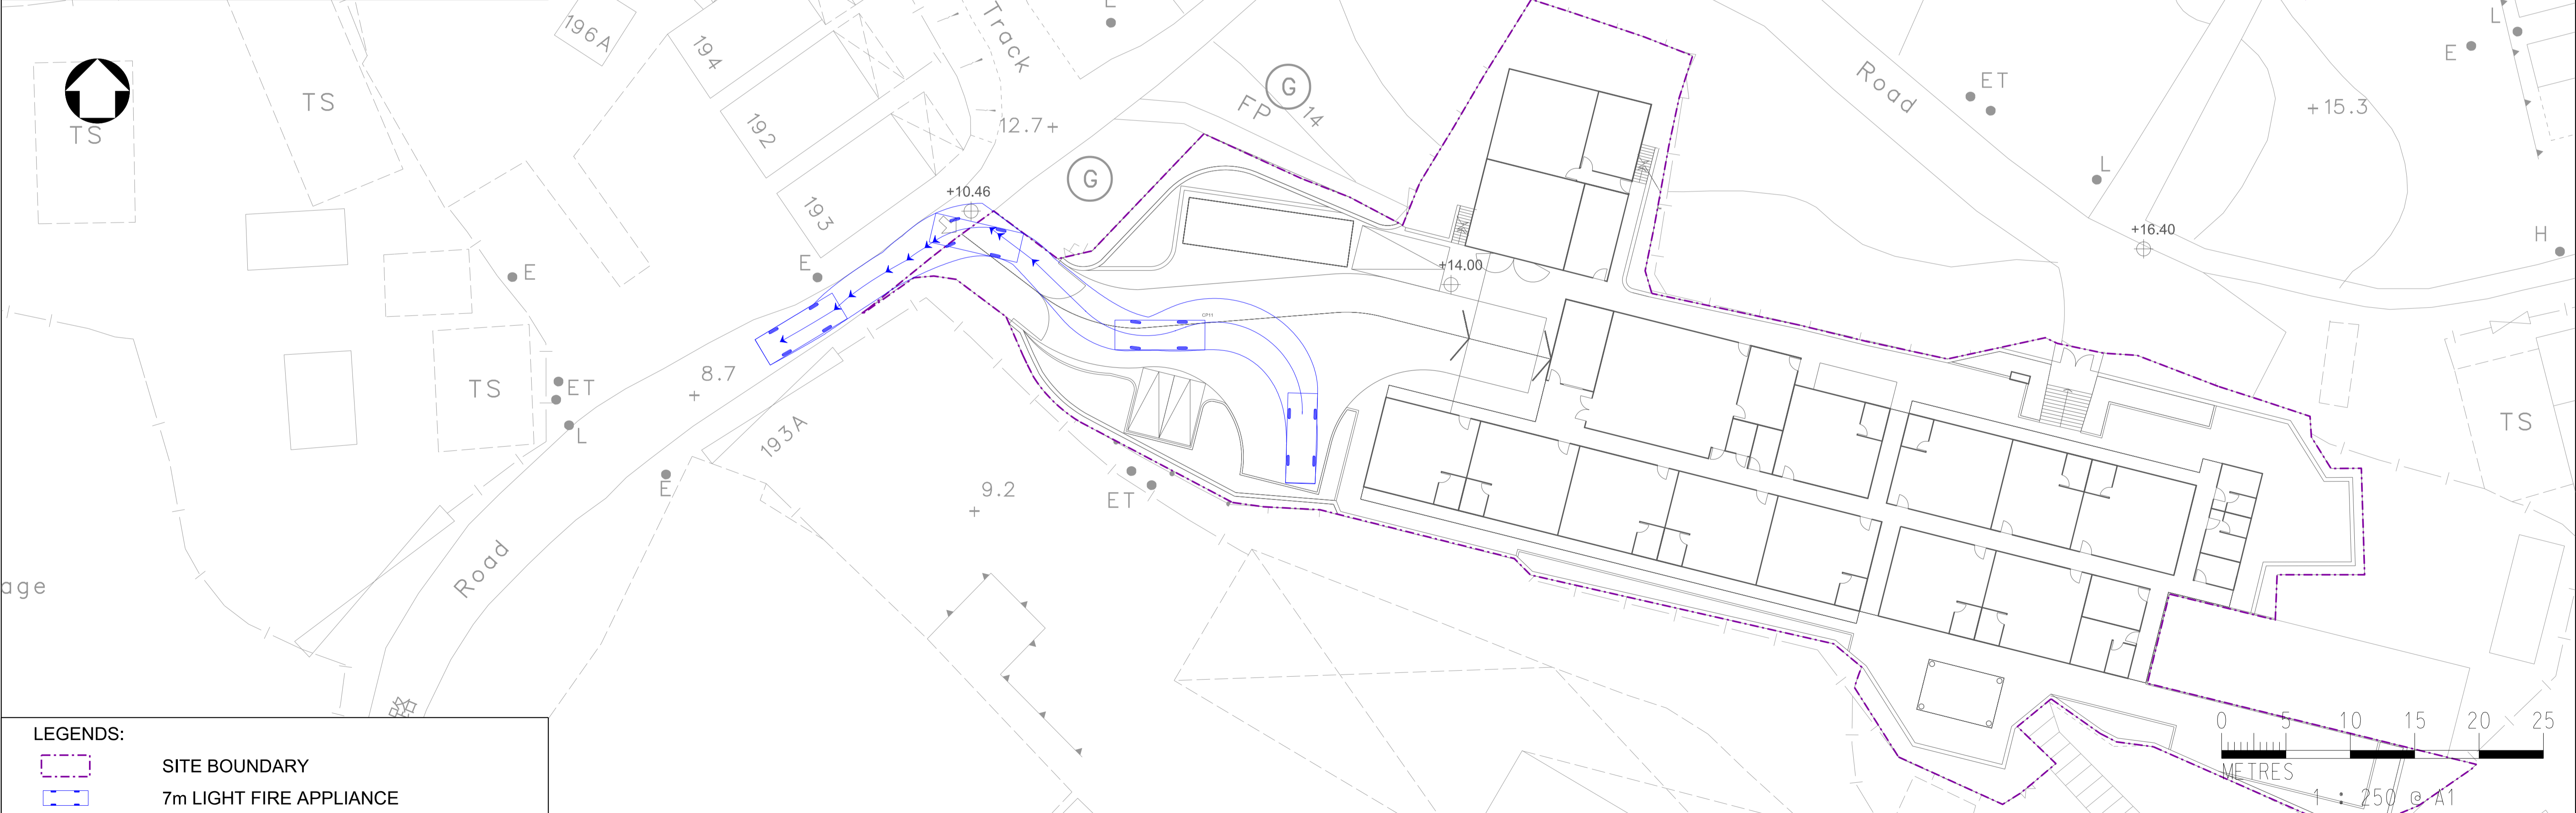 196A
194
Track
L
TS
TS
192
12.7+
193
+10.46
E
E
G
G
FP
14
Road
ET
L
E
L
+15.3
+16.40
H
+14.00
CP11
TS
ET
L
E
8.7
+
193A
9.2
+
ET
TS
age
Road
路
LEGENDS:
SITE BOUNDARY
7m LIGHT FIRE APPLIANCE
0 5 10 15 20 25
METRES
1 : 250 @ A1